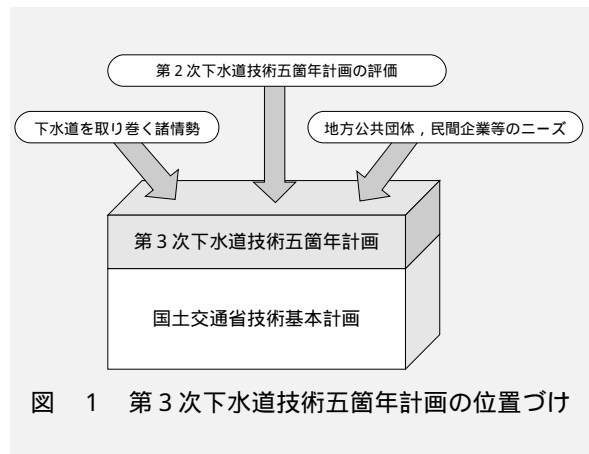 第２次下水道技術五箇年計画の評価
下水道を取り巻く諸情勢
地方公共団体，民間企業等のニーズ
第３次下水道技術五箇年計画
国土交通省技術基本計画
図　1　第３次下水道技術五箇年計画の位置づけ